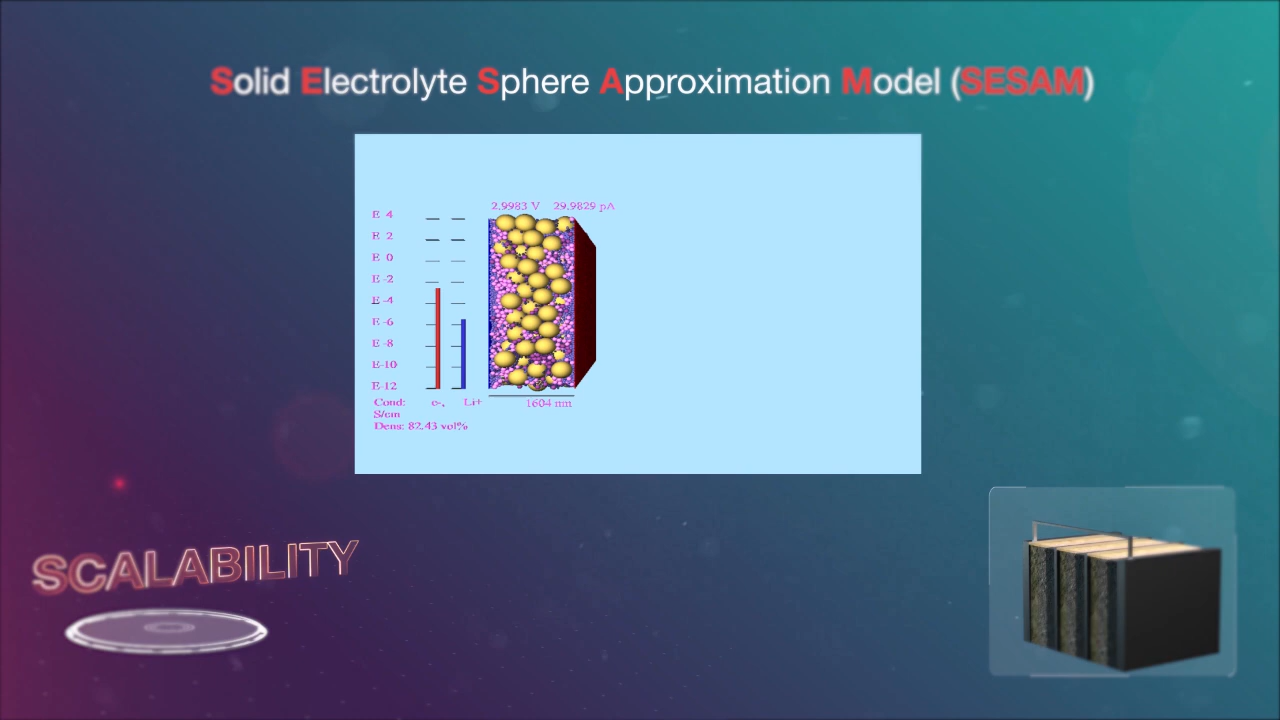 Solid Electrolyte Sphere Approximation Model (SESAM)
2.9983 V 29.9829 pA
E 4
E 2
E 0
E -2
E -4
E -6
E -8
E-10
E-12
Cond: e-, Li+
S/cm
1604 nm
Dens: 82.43 vol%
SCALABILITY